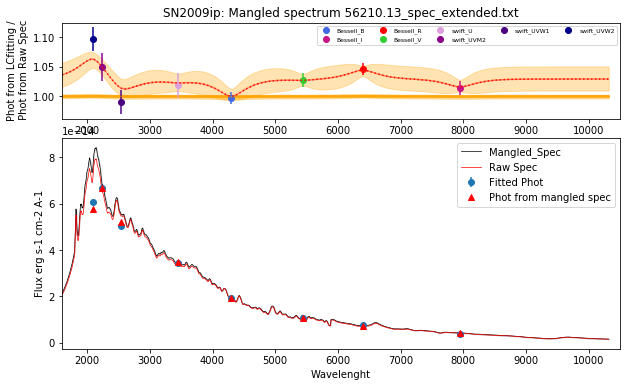 SN2009ip: Mangled spectrum 56210.13_spec_extended.txt
Phot from LCfitting /
Phot from Raw Spec
1.10
1.05
1.00
Bessell_B
Bessell_I
Bessell_R
Bessell_V
swift_U
swift_UVM2
swift_UVW1
swift_UVW2
2000 3000 4000 5000 6000 7000 8000 9000 10000
1e−14
Flux erg s-1 cm-2 A-1
8
6
4
2
0
Mangled_Spec
Raw Spec
Fitted Phot
Phot from mangled spec
2000 3000 4000 5000 6000 7000 8000 9000 10000
Wavelenght